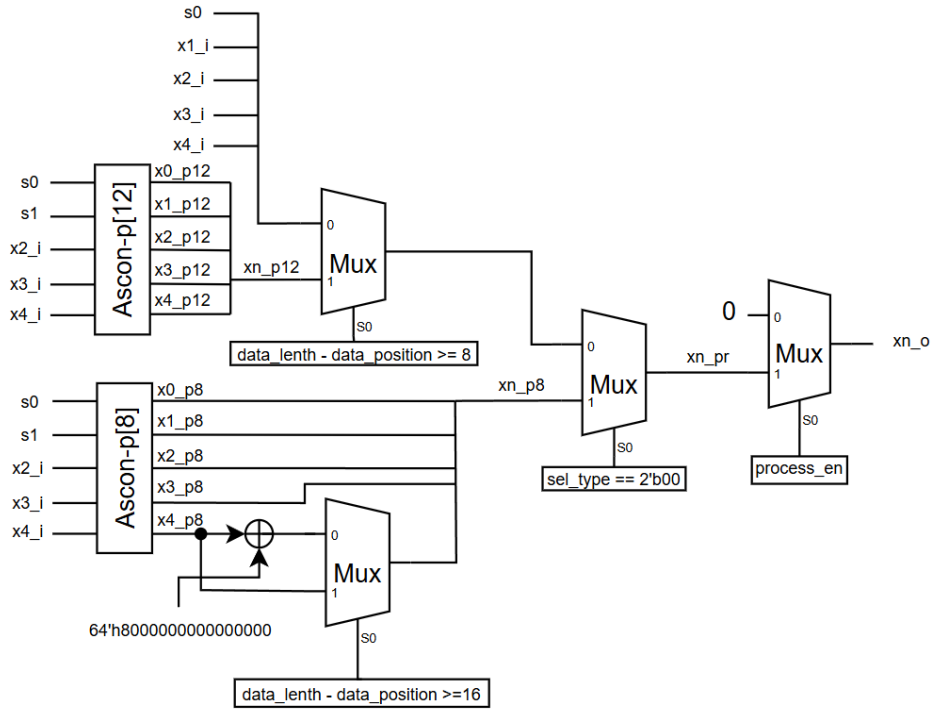 s0
x1_i
x2_i
x3_i
x4_i
s0
s1
x2_i
x3_i
x4_i
Ascon-p[12]
x0_p12
x1_p12
x2_p12
x3_p12
x4_p12
xn_p12
0
1
Mux
S0
data_lenth - data_position >= 8
s0
s1
x2_i
x3_i
x4_i
Ascon-p[8]
x0_p8
x1_p8
x2_p8
x3_p8
x4_p8
64'h8000000000000000
0
1
Mux
S0
data_lenth - data_position >=16
xn_p8
0
1
Mux
S0
sel_type == 2'b00
xn_pr
0
0
1
Mux
S0
process_en
xn_o